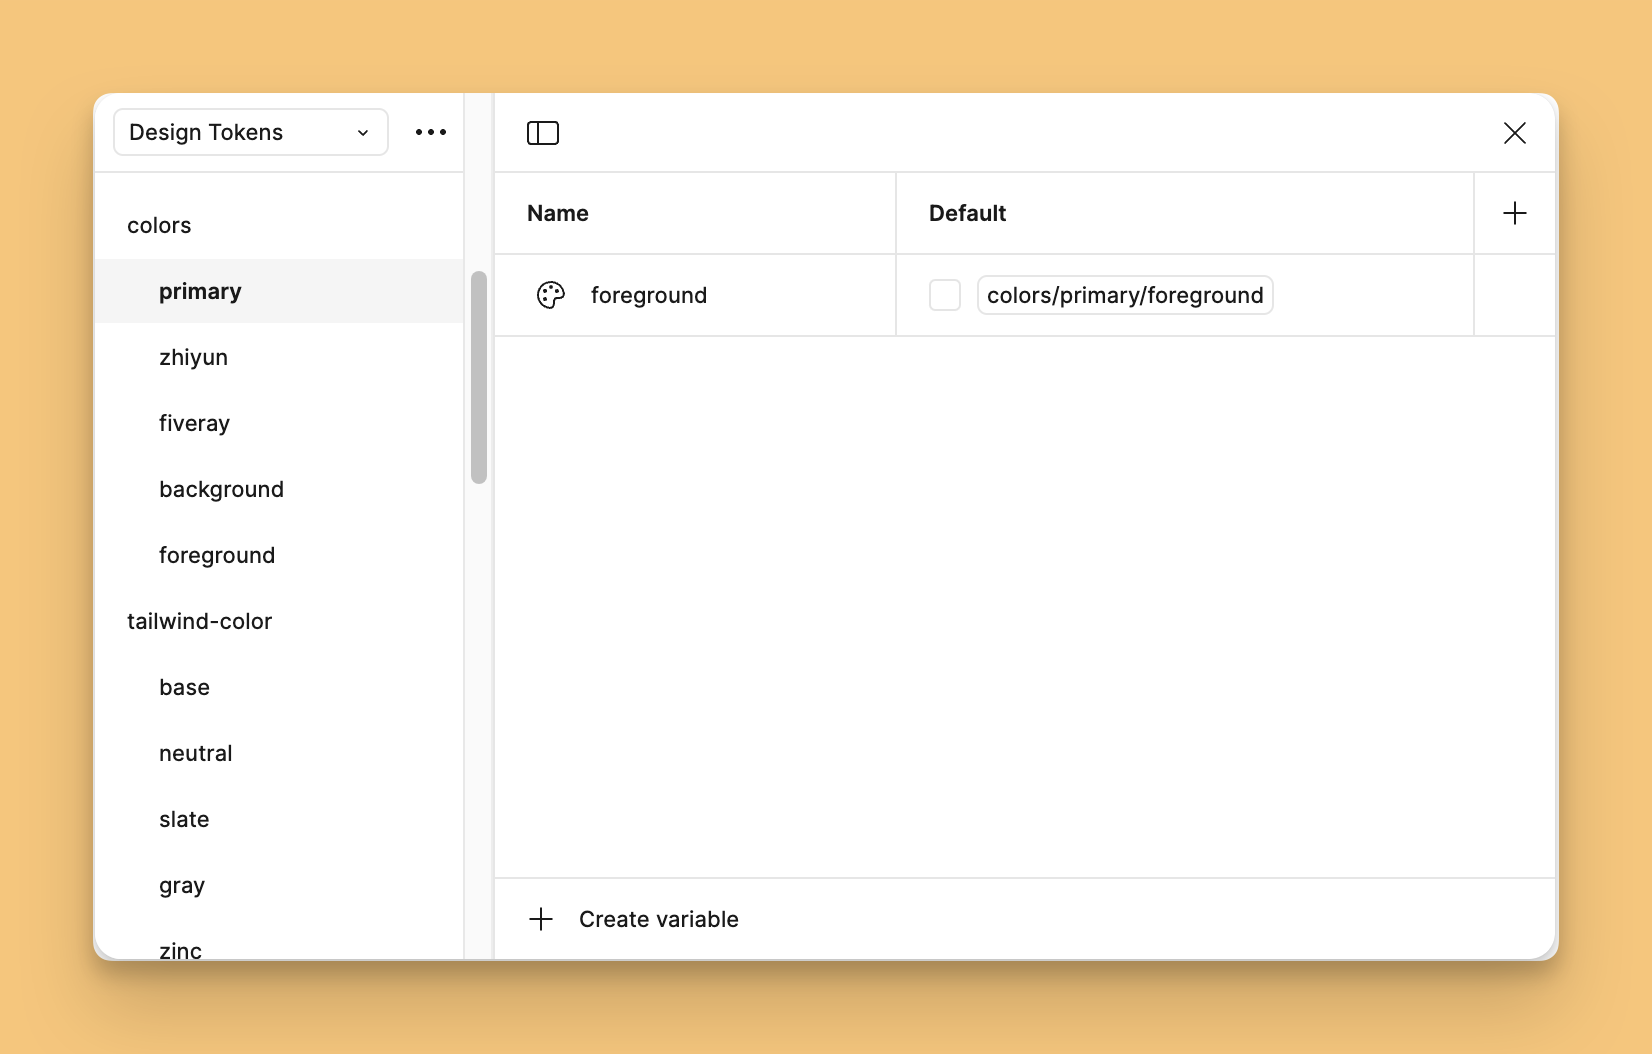 Design Tokens
colors
primary
zhiyun
fiveray
background
foreground
tailwind-color
base
neutral
slate
gray
zinc
Name
Default
foreground
colors/primary/foreground
Create variable